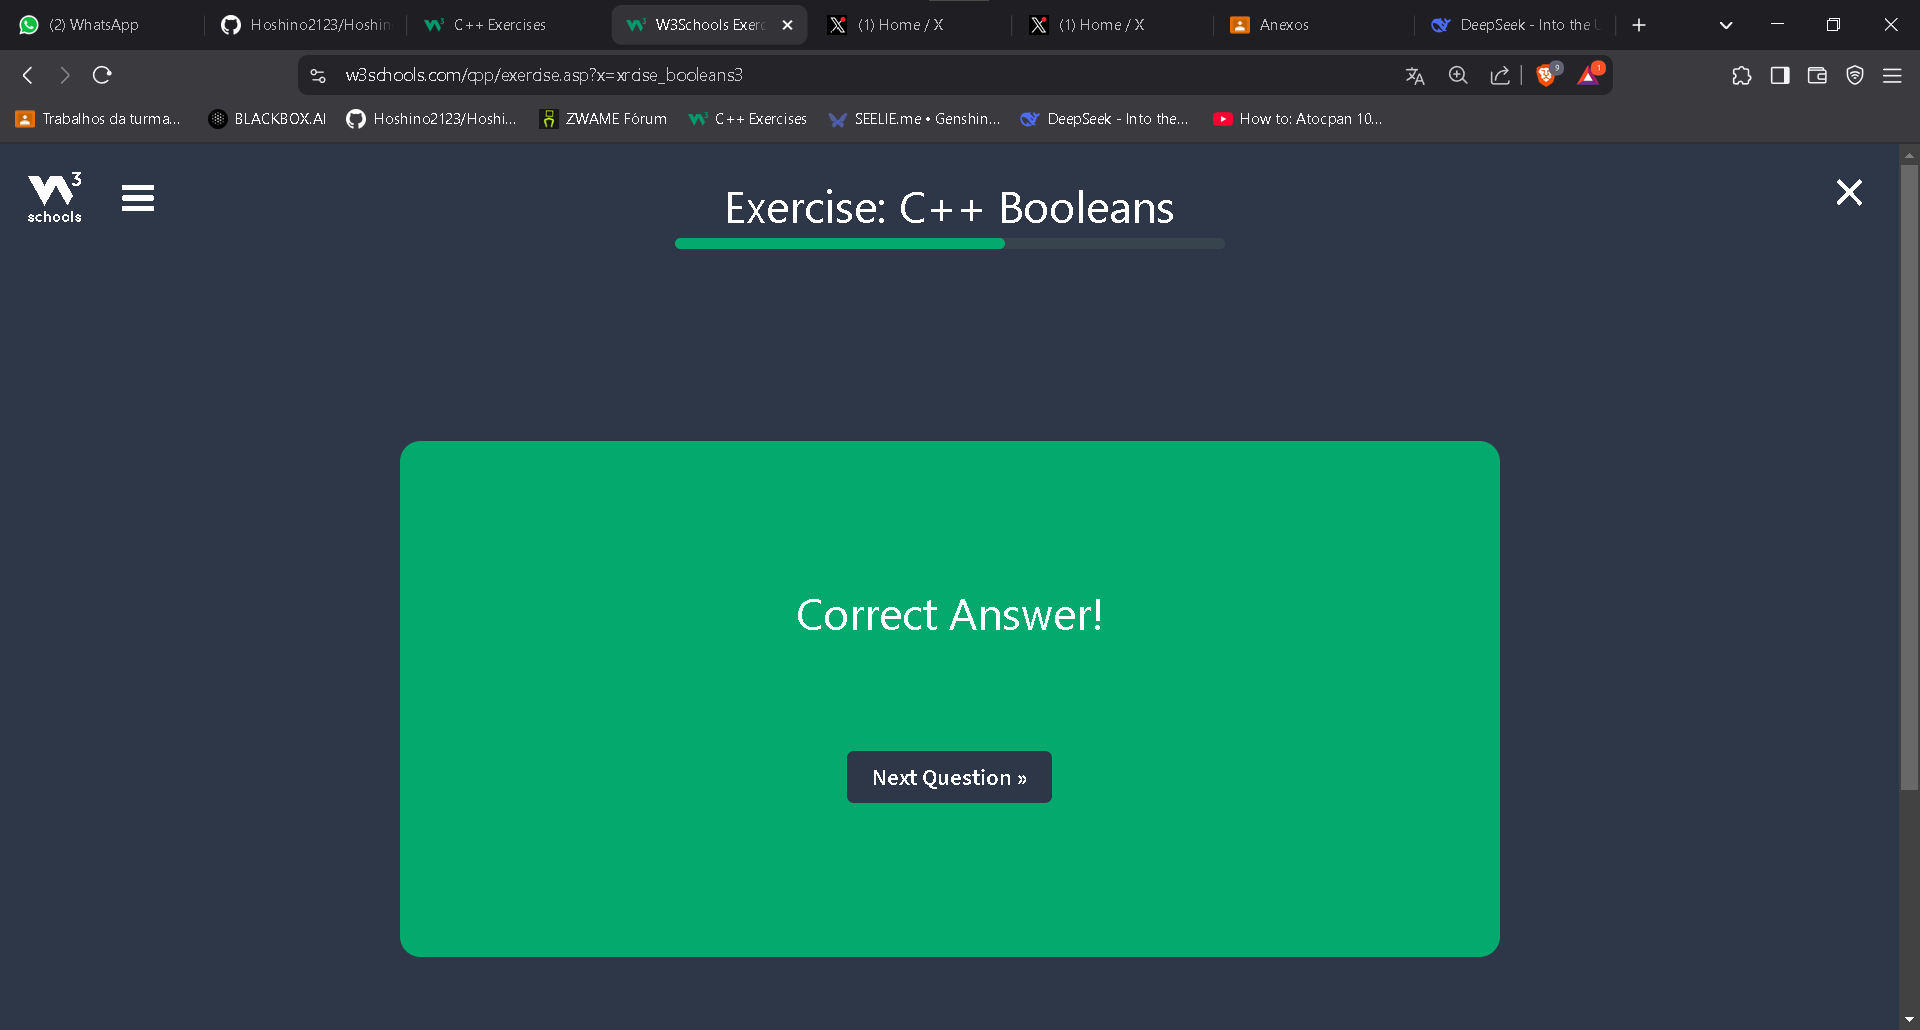 (2) WhatsApp
Hoshino2123/Hoshin
C++ Exercises
W3Schools Exerc
(1) Home / X
(1) Home / X
Anexos
DeepSeek - Into the U
w3schools.com/cpp/exercise.asp?x=xrcise_booleans3
9
1
Trabalhos da turma...
BLACKBOX.AI
Hoshino2123/Hoshi...
ZWAME Fórum
C++ Exercises
SEELIE.me • Genshin...
DeepSeek - Into the...
How to: Atocpan 10...
3
schools
Exercise: C++ Booleans
Correct Answer!
Next Question »